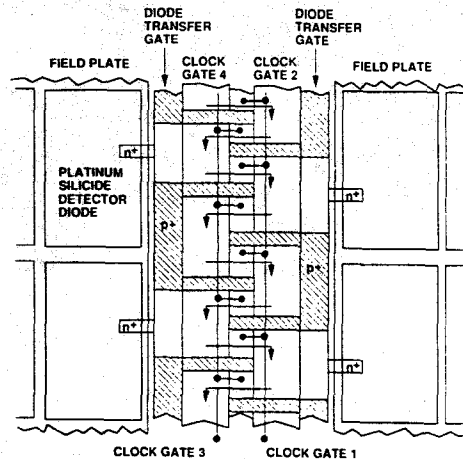 DIODE
TRANSFER
GATE
DIODE
TRANSFER
GATE
FIELD PLATE
CLOCK
GATE 4
CLOCK
GATE 2
FIELD PLATE
n+
PLATINUM
SILICIDE
DETECTOR
DIODE
n+
p+
p+
n+
n+
CLOCK GATE 3
CLOCK GATE 1